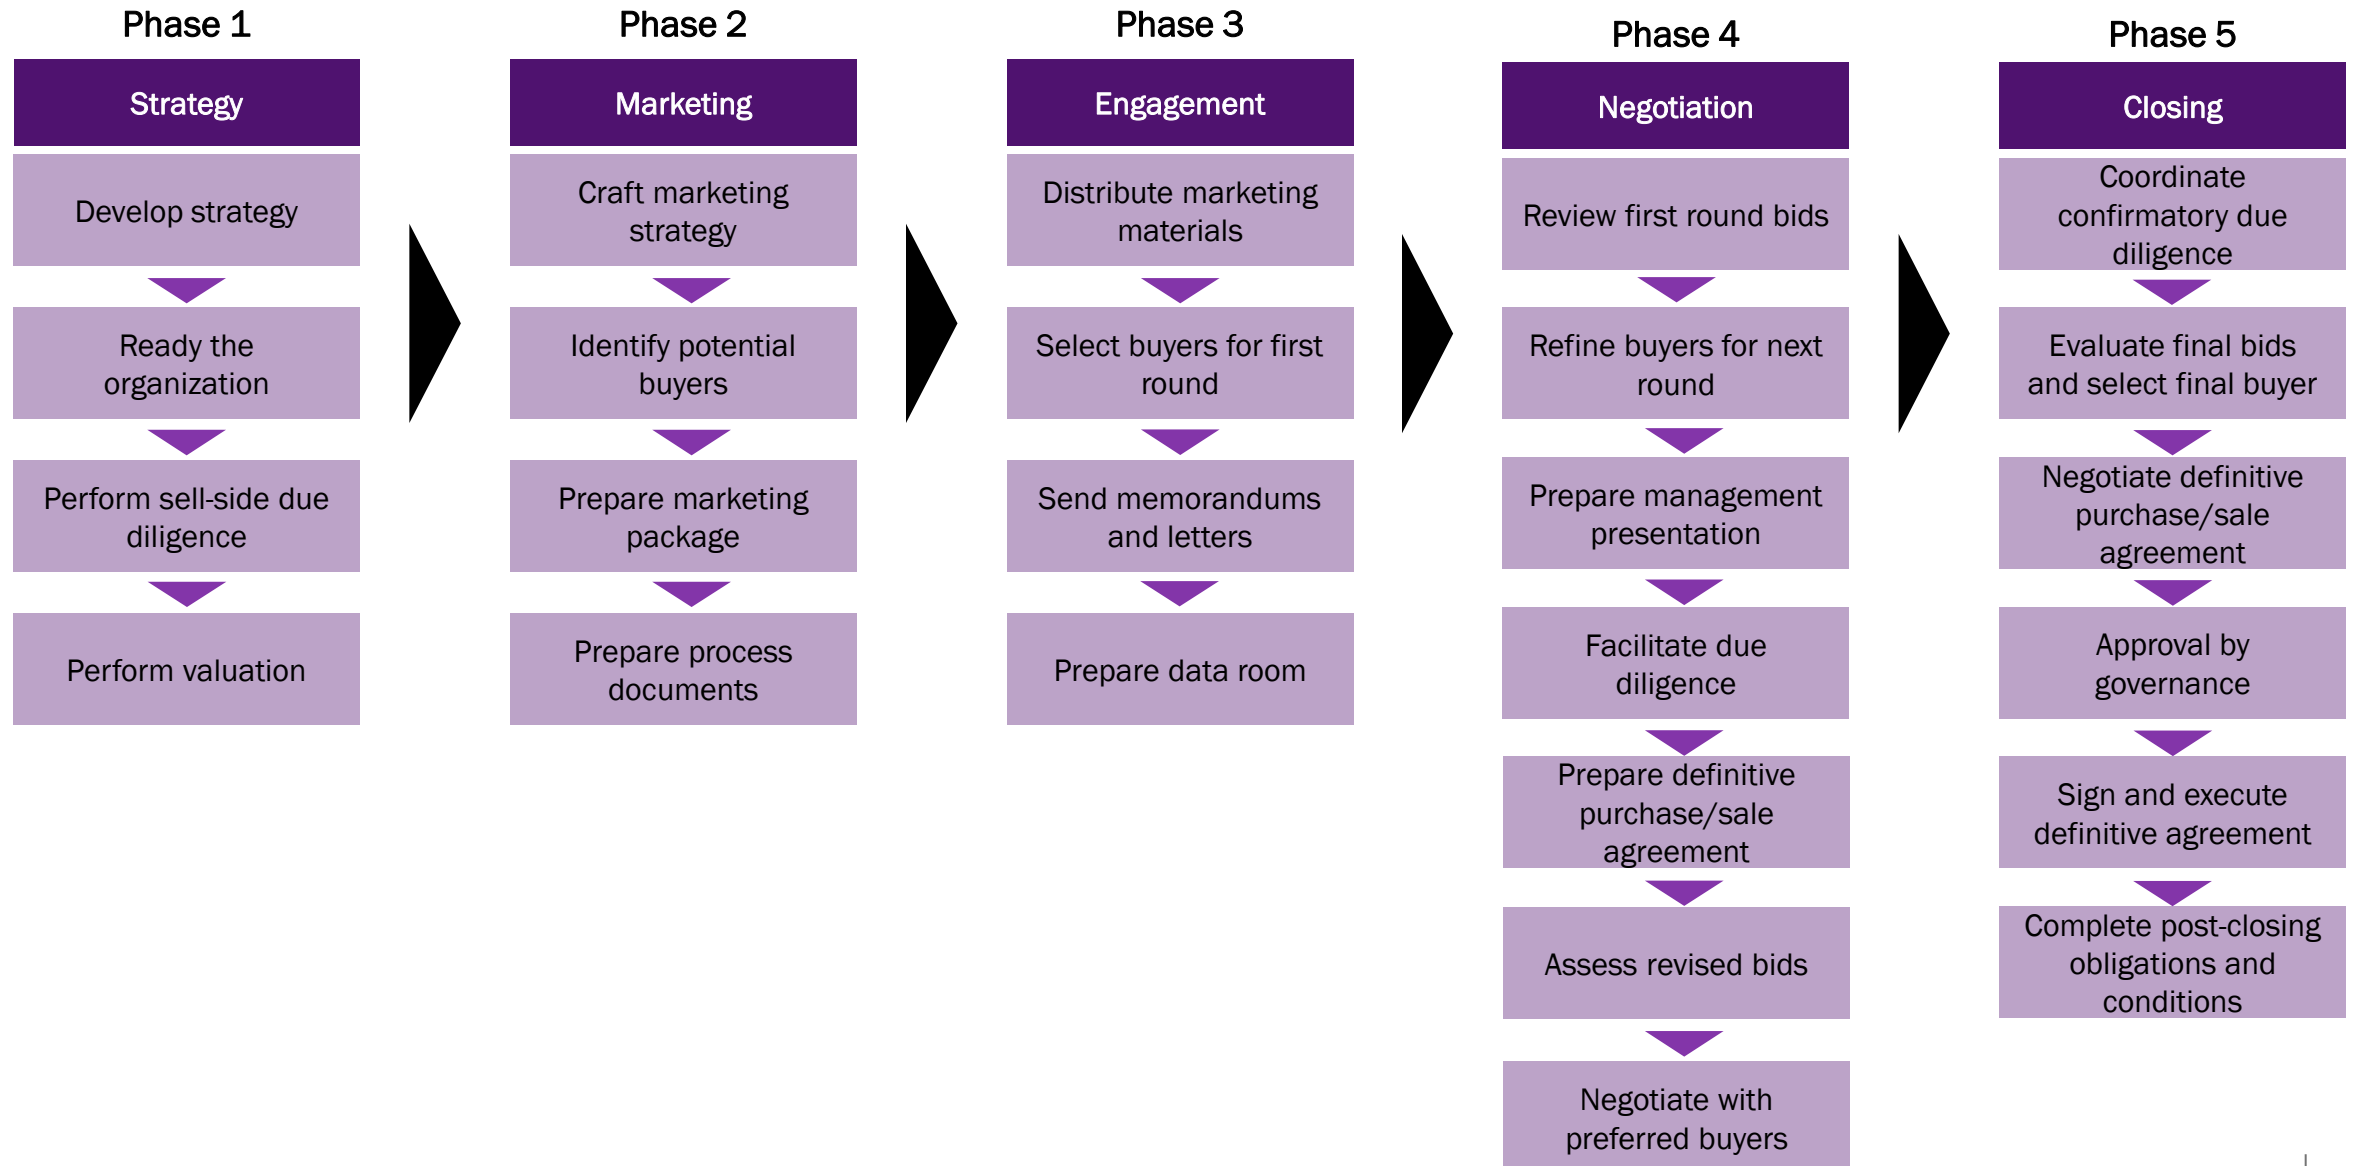 Phase 1
Strategy
Develop strategy
Ready the
organization
Perform sell-side due
diligence
Perform valuation
Phase 2
Marketing
Craft marketing
strategy
Identify potential
buyers
Prepare marketing
package
Prepare process
documents
Phase 3
Engagement
Distribute marketing
materials
Select buyers for first
round
Send memorandums
and letters
Prepare data room
Phase 4
Negotiation
Review first round bids
Refine buyers for next
round
Prepare management
presentation
Facilitate due
diligence
Prepare definitive
purchase/sale
agreement
Assess revised bids
Negotiate with
preferred buyers
Phase 5
Closing
Coordinate
confirmatory due
diligence
Evaluate final bids
and select final buyer
Negotiate definitive
purchase/sale
agreement
Approval by
governance
Sign and execute
definitive agreement
Complete post-closing
obligations and
conditions